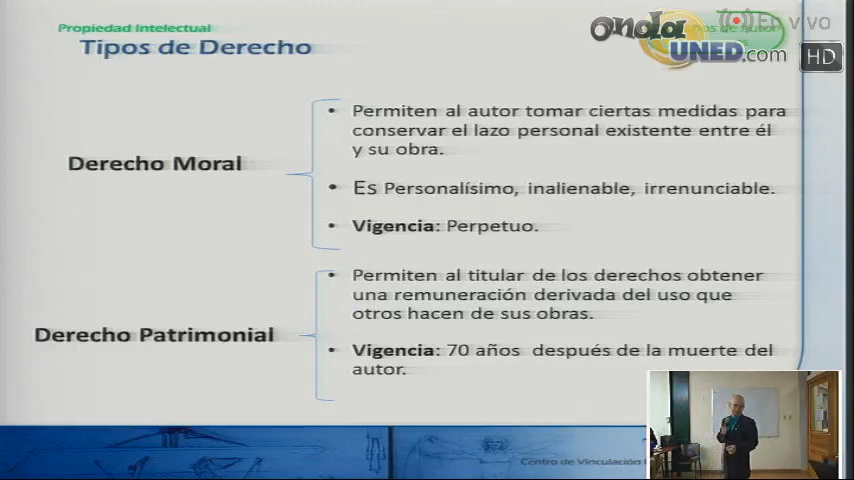 Propiedad Intelectual
Tipos de Derecho
onda
UNED.com
En vivo
HD
Derecho Moral
• Permiten al autor tomar ciertas medidas para
conservar el lazo personal existente entre él
y su obra.
• Es Personalísimo, inalienable, irrenunciable.
• Vigencia: Perpetuo.
Derecho Patrimonial
• Permiten al titular de los derechos obtener
una remuneración derivada del uso que
otros hacen de sus obras.
• Vigencia: 70 años después de la muerte del
autor.
Centro de Vinculación